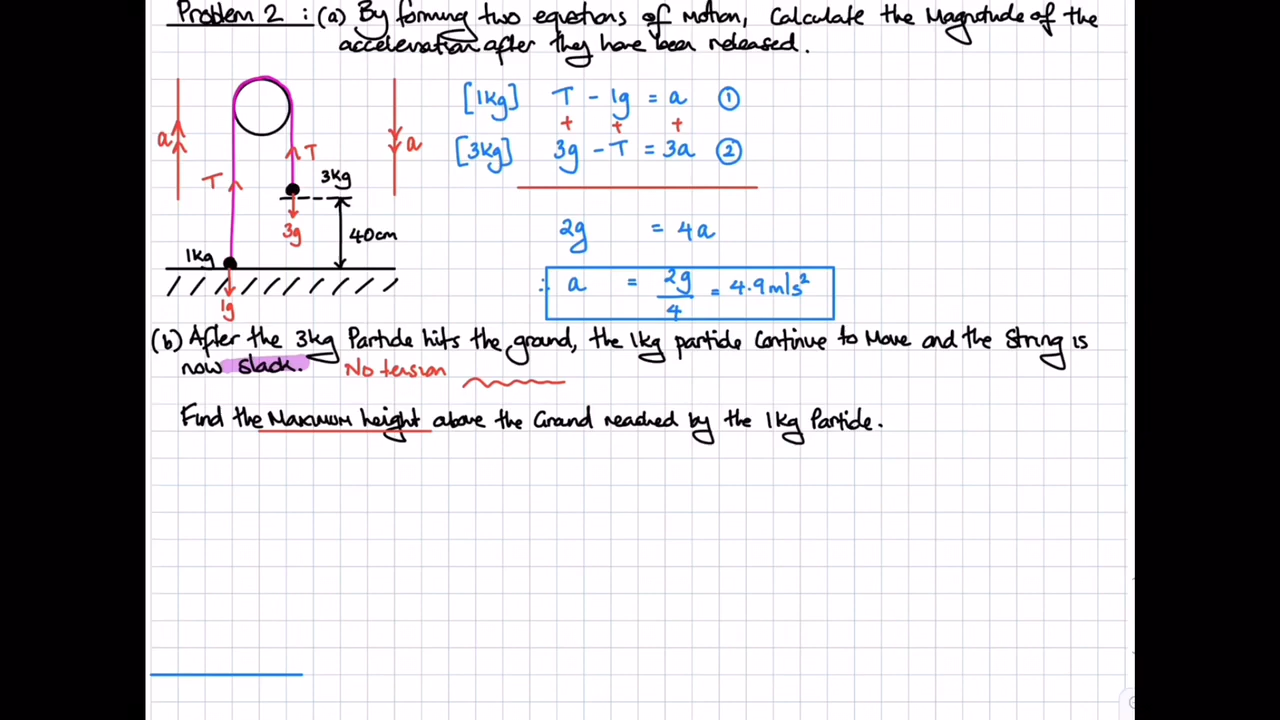 Problem 2 : (a) By forming two equations of Motion, Calculate the Magnitude of the
acceleration after they have been released.
[1kg] T - 1g = a ①
+ + +
[3kg] 3g - T = 3a ②
a
T
T
a
3kg
3g
40cm
1kg
1g
2g = 4a
∴ a = 2g/4 = 4.9m/s²
(b) After the 3kg Particle hits the ground, the 1kg particle Continue to Move and the String is
now slack. No tension
Find the Maximum height above the Grand reached by the 1kg Particle.